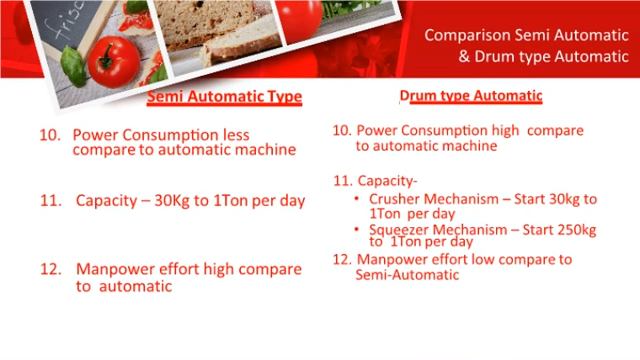 frisc
Comparison Semi Automatic
& Drum type Automatic
Semi Automatic Type
10. Power Consumption less
compare to automatic machine
11. Capacity – 30Kg to 1Ton per day
12. Manpower effort high compare
to automatic
Drum type Automatic
10. Power Consumption high compare
to automatic machine
11. Capacity-
• Crusher Mechanism – Start 30kg to
1Ton per day
• Squeezer Mechanism – Start 250kg
to 1Ton per day
12. Manpower effort low compare to
Semi-Automatic